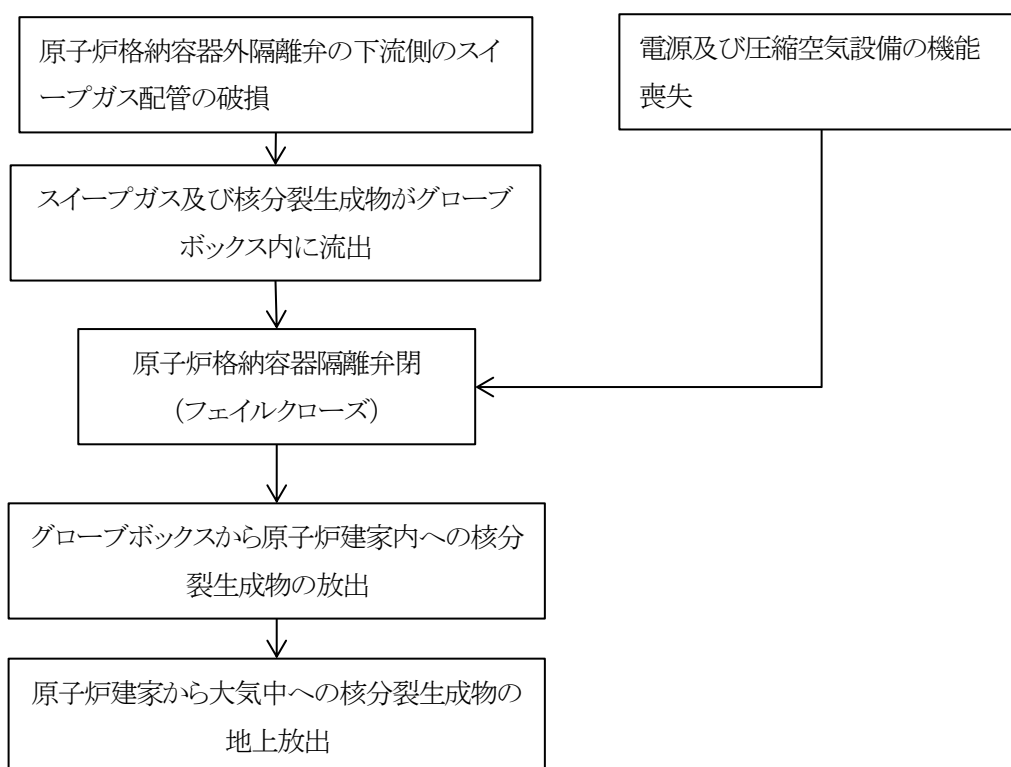 原子炉格納容器外隔離弁の下流側のスイ
ープガス配管の破損
電源及び圧縮空気設備の機能
喪失
スイープガス及び核分裂生成物がグローブ
ボックス内に流出
原子炉格納容器隔離弁閉
（フェイルクローズ）
グローブボックスから原子炉建家内への核分
裂生成物の放出
原子炉建家から大気中への核分裂生成物の
地上放出